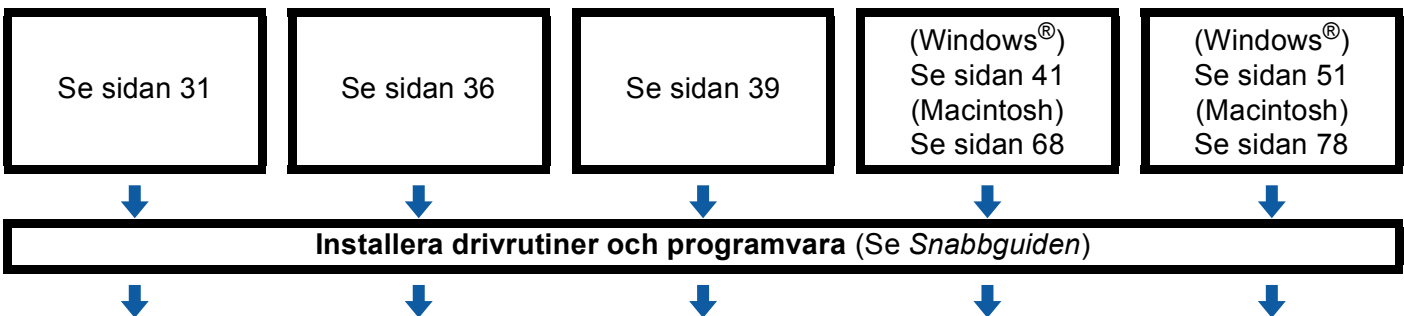 Se sidan 31
Se sidan 36
Se sidan 39
(Windows®)
Se sidan 41
(Macintosh)
Se sidan 68
(Windows®)
Se sidan 51
(Macintosh)
Se sidan 78
Installera drivrutiner och programvara (Se Snabbguiden)